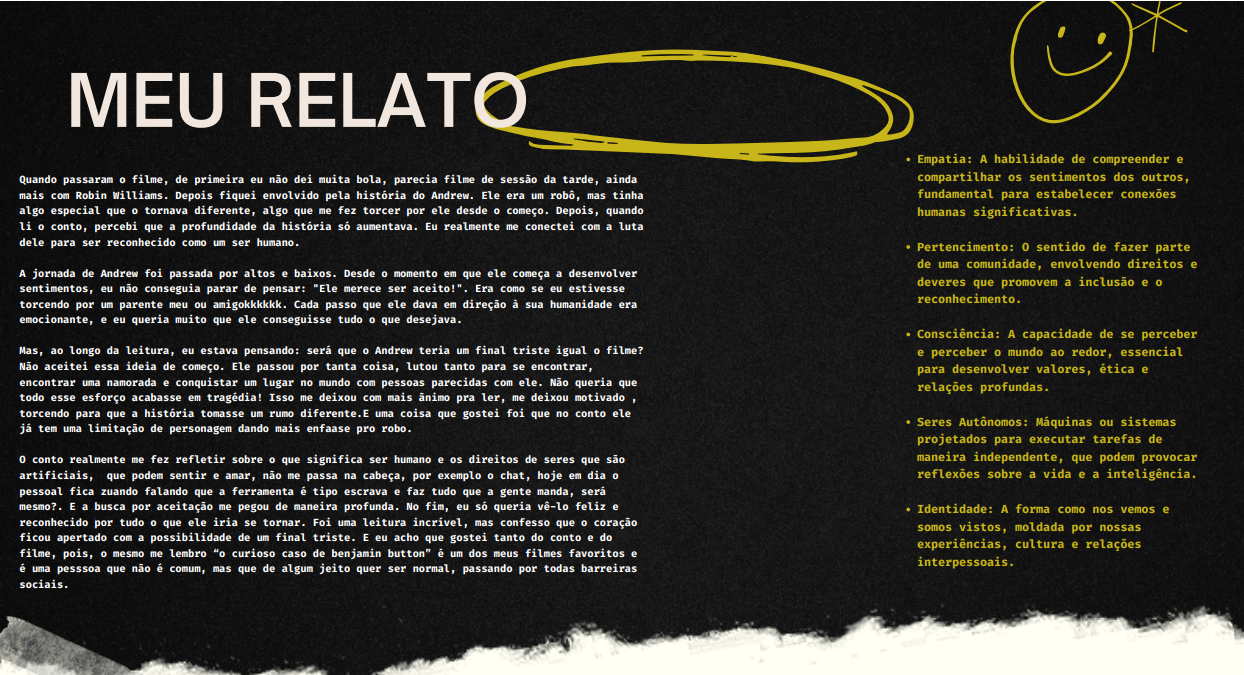 MEU RELATO
Quando passaram o filme, de primeira eu não dei muita bola, parecia filme de sessão da tarde, ainda
mais com Robin Williams. Depois fiquei envolvido pela história do Andrew. Ele era um robô, mas tinha
algo especial que o tornava diferente, algo que me fez torcer por ele desde o começo. Depois, quando
li o conto, percebi que a profundidade da história só aumentava. Eu realmente me conectei com a luta
dele para ser reconhecido como um ser humano.
A jornada de Andrew foi passada por altos e baixos. Desde o momento em que ele começa a desenvolver
sentimentos, eu não conseguia parar de pensar: "Ele merece ser aceito!". Era como se eu estivesse
torcendo por um parente meu ou amigokkkkkk. Cada passo que ele dava em direção à sua humanidade era
emocionante, e eu queria muito que ele conseguisse tudo o que desejava.
Mas, ao longo da leitura, eu estava pensando: será que o Andrew teria um final triste igual o filme?
Não aceitei essa ideia de começo. Ele passou por tanta coisa, lutou tanto para se encontrar,
encontrar uma namorada e conquistar um lugar no mundo com pessoas parecidas com ele. Não queria que
todo esse esforço acabasse em tragédia! Isso me deixou com mais ânimo pra ler, me deixou motivado ,
torcendo para que a história tomasse um rumo diferente.E uma coisa que gostei foi que no conto ele
já tem uma limitação de personagem dando mais enfaase pro robo.
O conto realmente me fez refletir sobre o que significa ser humano e os direitos de seres que são
artificiais,  que podem sentir e amar, não me passa na cabeça, por exemplo o chat, hoje em dia o
pessoal fica zuando falando que a ferramenta é tipo escrava e faz tudo que a gente manda, será
mesmo?. E a busca por aceitação me pegou de maneira profunda. No fim, eu só queria vê-lo feliz e
reconhecido por tudo o que ele iria se tornar. Foi uma leitura incrível, mas confesso que o coração
ficou apertado com a possibilidade de um final triste. E eu acho que gostei tanto do conto e do
filme, pois, o mesmo me lembro “o curioso caso de benjamin button” é um dos meus filmes favoritos e
é uma pesssoa que não é comum, mas que de algum jeito quer ser normal, passando por todas barreiras
sociais.
• Empatia: A habilidade de compreender e
compartilhar os sentimentos dos outros,
fundamental para estabelecer conexões
humanas significativas.
• Pertencimento: O sentido de fazer parte
de uma comunidade, envolvendo direitos e
deveres que promovem a inclusão e o
reconhecimento.
• Consciência: A capacidade de se perceber
e perceber o mundo ao redor, essencial
para desenvolver valores, ética e
relações profundas.
• Seres Autônomos: Máquinas ou sistemas
projetados para executar tarefas de
maneira independente, que podem provocar
reflexões sobre a vida e a inteligência.
• Identidade: A forma como nos vemos e
somos vistos, moldada por nossas
experiências, cultura e relações
interpessoais.